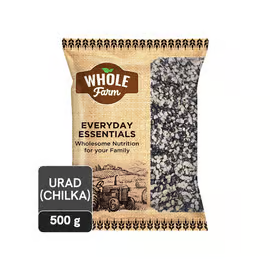 WHOLE
Farm
EVERYDAY
ESSENTIALS
Wholesome Nutrition
for your Family
URAD
(CHILKA)
500 g